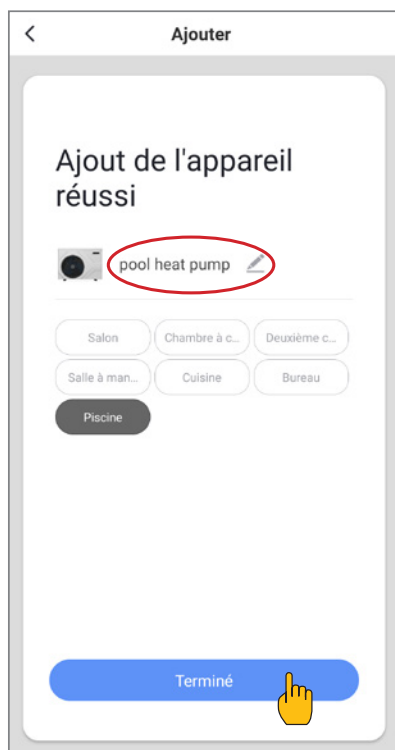 Ajouter
Ajout de l'appareil
réussi
pool heat pump
Salon
Chambre à c...
Deuxième c...
Salle à man...
Cuisine
Bureau
Piscine
Terminé